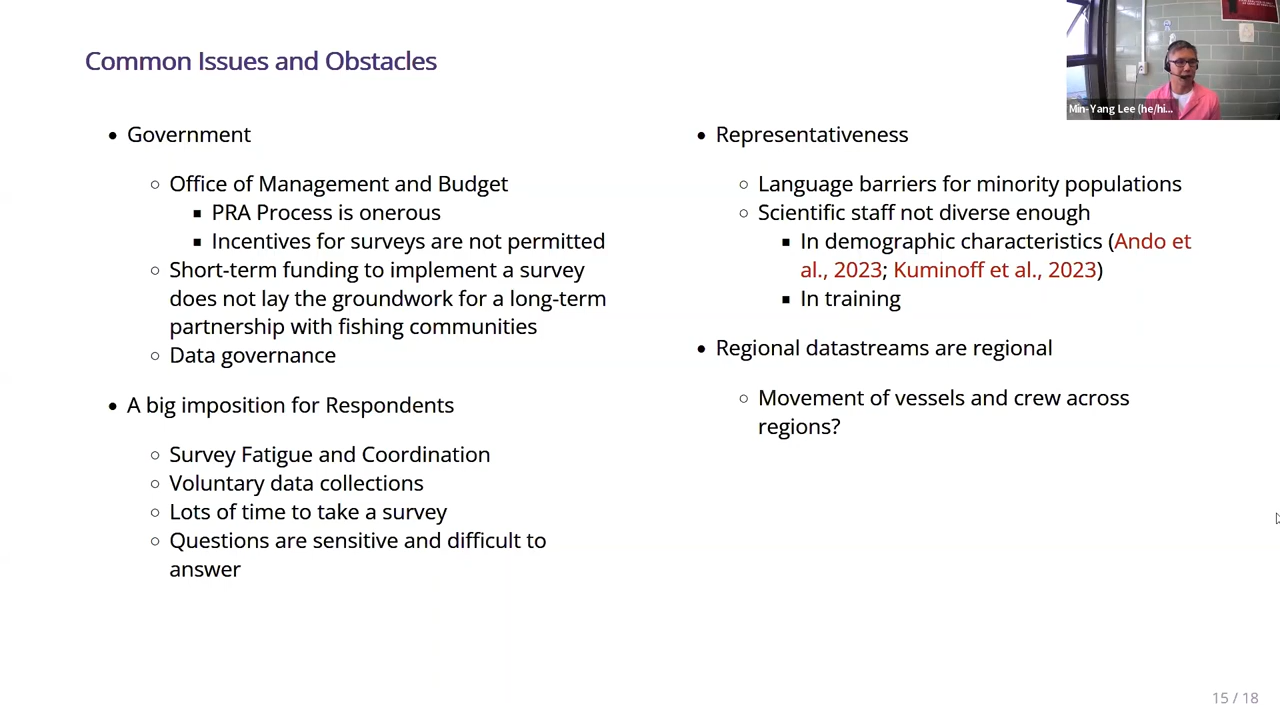 Common Issues and Obstacles
Government
Office of Management and Budget
PRA Process is onerous
Incentives for surveys are not permitted
Short-term funding to implement a survey
does not lay the groundwork for a long-term
partnership with fishing communities
Data governance
A big imposition for Respondents
Survey Fatigue and Coordination
Voluntary data collections
Lots of time to take a survey
Questions are sensitive and difficult to
answer
Representativeness
Language barriers for minority populations
Scientific staff not diverse enough
In demographic characteristics (Ando et
al., 2023; Kuminoff et al., 2023)
In training
Regional datastreams are regional
Movement of vessels and crew across
regions?
Min-Yang Lee (he/hi...
15 / 18